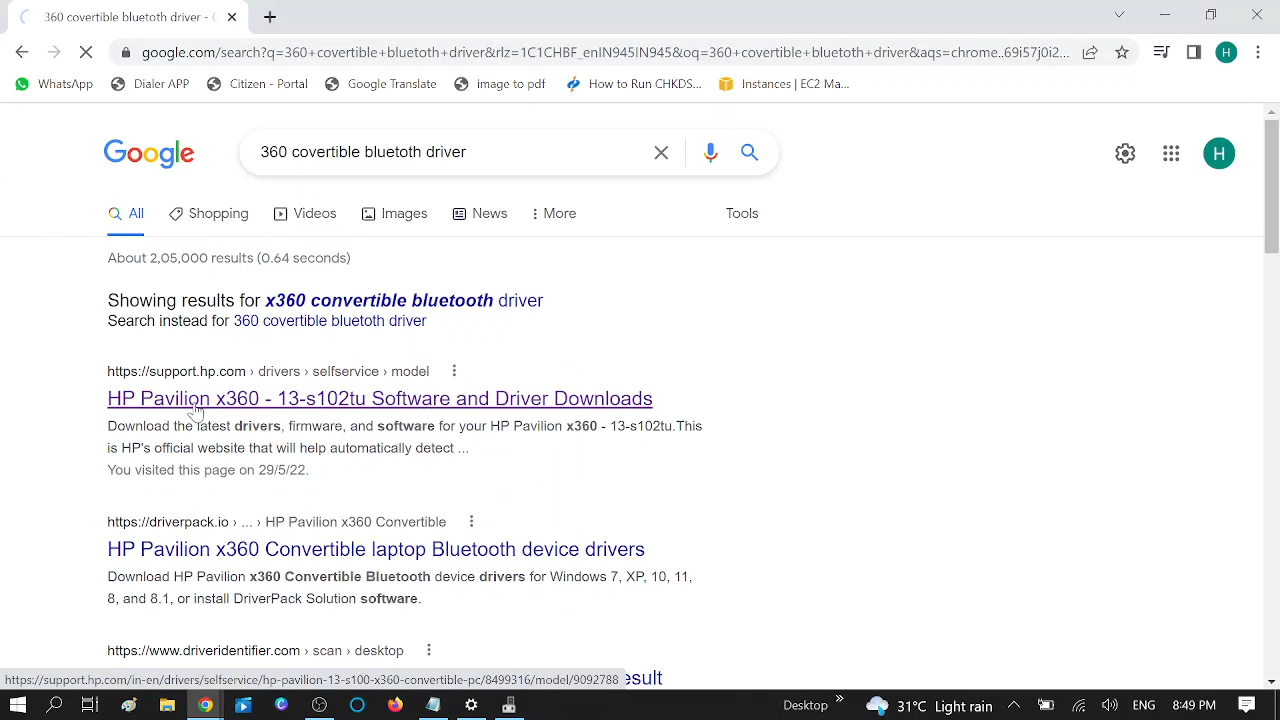 360 covertible bluetoth driver - G
google.com/search?q=360+covertible+bluetoth+driver&rlz=1C1CHBF_enIN945IN945&oq=360+covertible+bluetoth+driver&aqs=chrome..69i57j0i2...
H
WhatsApp
Dialer APP
Citizen - Portal
Google Translate
image to pdf
How to Run CHKDS...
Instances | EC2 Ma...
Google
360 covertible bluetoth driver
H
All
Shopping
Videos
Images
News
More
Tools
About 2,05,000 results (0.64 seconds)
Showing results for x360 convertible bluetooth driver
Search instead for 360 covertible bluetoth driver
https://support.hp.com › drivers › selfservice › model
HP Pavilion x360 - 13-s102tu Software and Driver Downloads
Download the latest drivers, firmware, and software for your HP Pavilion x360 - 13-s102tu.This
is HP's official website that will help automatically detect ...
You visited this page on 29/5/22.
https://driverpack.io › ... › HP Pavilion x360 Convertible
HP Pavilion x360 Convertible laptop Bluetooth device drivers
Download HP Pavilion x360 Convertible Bluetooth device drivers for Windows 7, XP, 10, 11,
8, and 8.1, or install DriverPack Solution software.
https://www.driveridentifier.com › scan › desktop
esult
https://support.hp.com/in-en/drivers/selfservice/hp-pavilion-13-s100-x360-convertible-pc/8499316/model/9092788
Desktop
31°C Light rain
ENG
8:49 PM